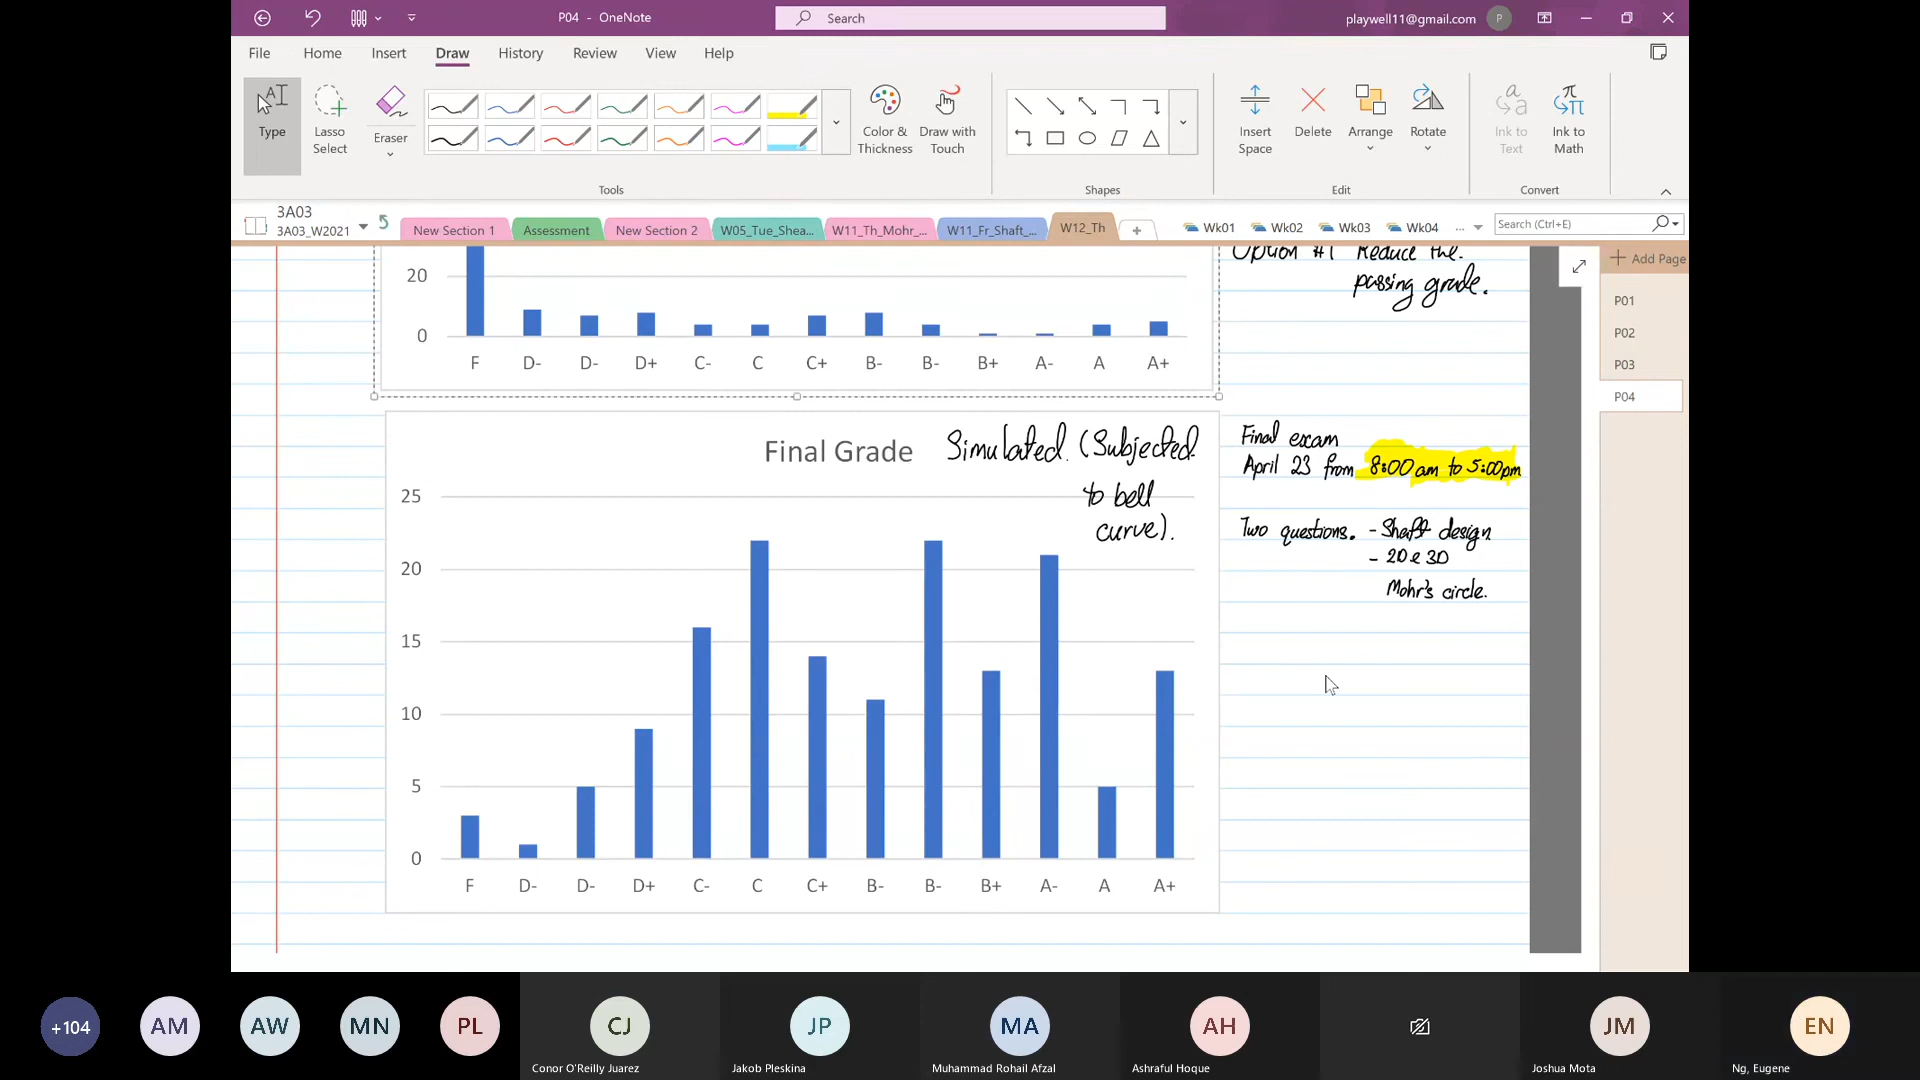 P04 - OneNote
Search
playwell11@gmail.com
P
File
Home
Insert
Draw
History
Review
View
Help
Type
Lasso
Select
Eraser
Color &
Thickness
Draw with
Touch
Insert
Space
Delete
Arrange
Rotate
Ink to
Text
Ink to
Math
Tools
Shapes
Edit
Convert
3A03
3A03_W2021
New Section 1
Assessment
New Section 2
W05_Tue_Shea...
W11_Th_Mohr_...
W11_Fr_Shaft_...
W12_Th
Wk01
Wk02
Wk03
Wk04
...
Search (Ctrl+E)
Add Page
P01
P02
P03
P04
Option #1 Reduce the
passing grade.
20
0
F D- D- D+ C- C C+ B- B- B+ A- A A+
Final Grade
Simulated. (Subjected
to bell
curve).
25
20
15
10
5
0
F D- D- D+ C- C C+ B- B- B+ A- A A+
Final exam
April 23 from 8:00 am to 5:00pm
Two questions. - Shaft design
- 2D & 3D
Mohr's circle.
+104
AM
AW
MN
PL
CJ
Conor O'Reilly Juarez
JP
Jakob Pleskina
MA
Muhammad Rohail Afzal
AH
Ashraful Hoque
JM
Joshua Mota
EN
Ng, Eugene